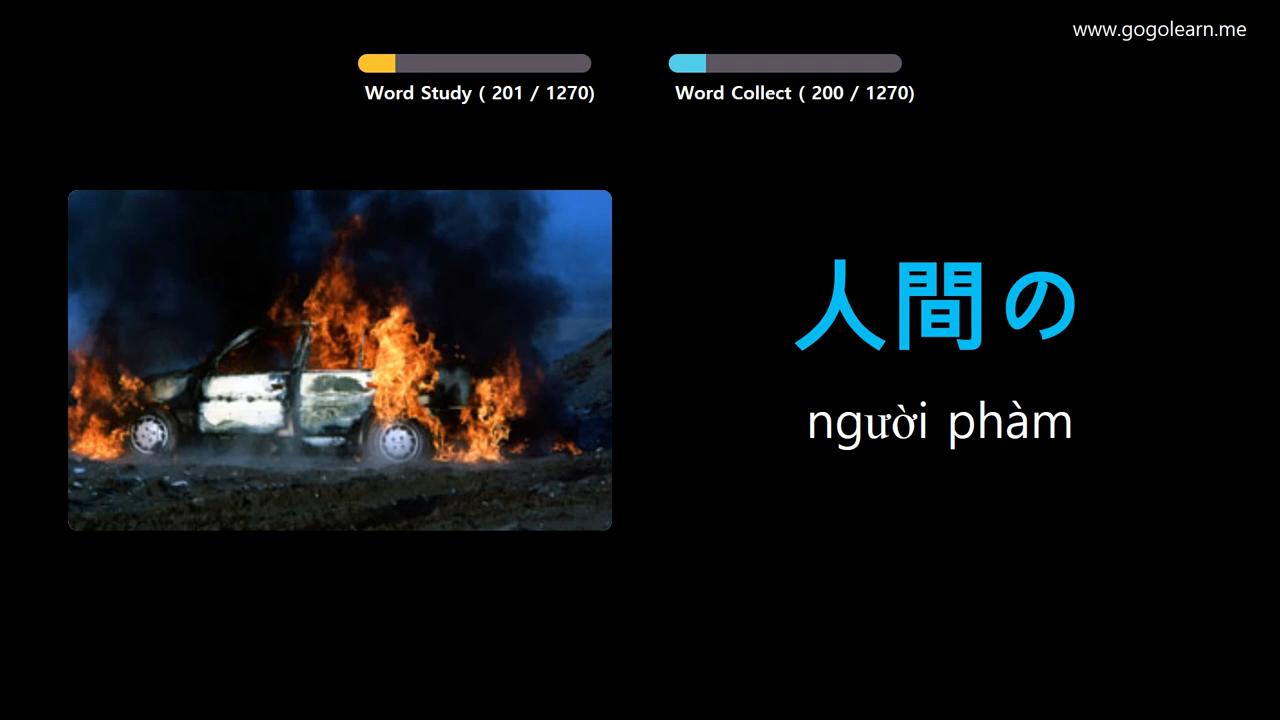 www.gogolearn.me
Word Study ( 201 / 1270)
Word Collect ( 200 / 1270)
人間の
người phàm